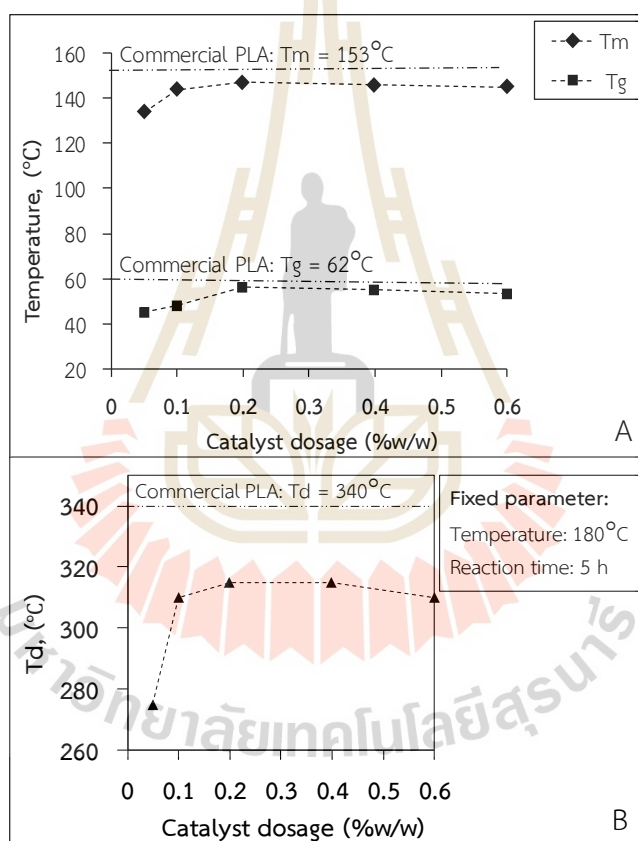 160
140
120
100
80
60
40
20
Temperature, (°C)
Commercial PLA: Tm = 153°C
Commercial PLA: Tg = 62°C
Tm
Tg
0 0.1 0.2 0.3 0.4 0.5 0.6
Catalyst dosage (%w/w)
A
340
320
300
280
260
Td, (°C)
Commercial PLA: Td = 340°C
Fixed parameter:
Temperature: 180°C
Reaction time: 5 h
0 0.1 0.2 0.3 0.4 0.5 0.6
Catalyst dosage (%w/w)
B
มหาวิทยาลัยเทคโนโลยีสุรนารี